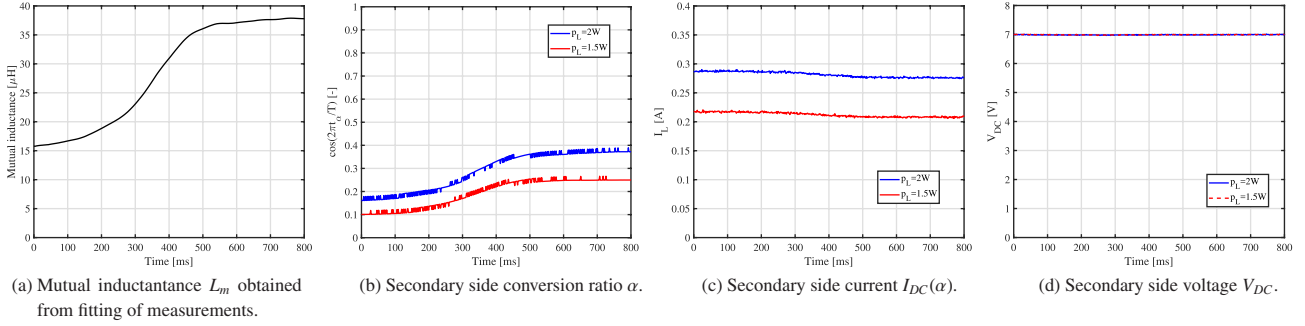 40
35
30
25
20
15
10
5
0
0 100 200 300 400 500 600 700 800
Time [ms]
Mutual inductance [μH]
1
0.9
0.8
0.7
0.6
0.5
0.4
0.3
0.2
0.1
0
0 100 200 300 400 500 600 700 800
Time [ms]
cos(2πt_α/T) [-]
p_L=2W
p_L=1.5W
0.4
0.35
0.3
0.25
0.2
0.15
0.1
0.05
0
0 100 200 300 400 500 600 700 800
Time [ms]
I_L [A]
p_L=2W
p_L=1.5W
8
7
6
5
4
3
2
1
0
0 100 200 300 400 500 600 700 800
Time [ms]
V_DC [V]
p_L=2W
p_L=1.5W
(a) Mutual inductantance L_m obtained
from fitting of measurements.
(b) Secondary side conversion ratio α.
(c) Secondary side current I_DC(α).
(d) Secondary side voltage V_DC.